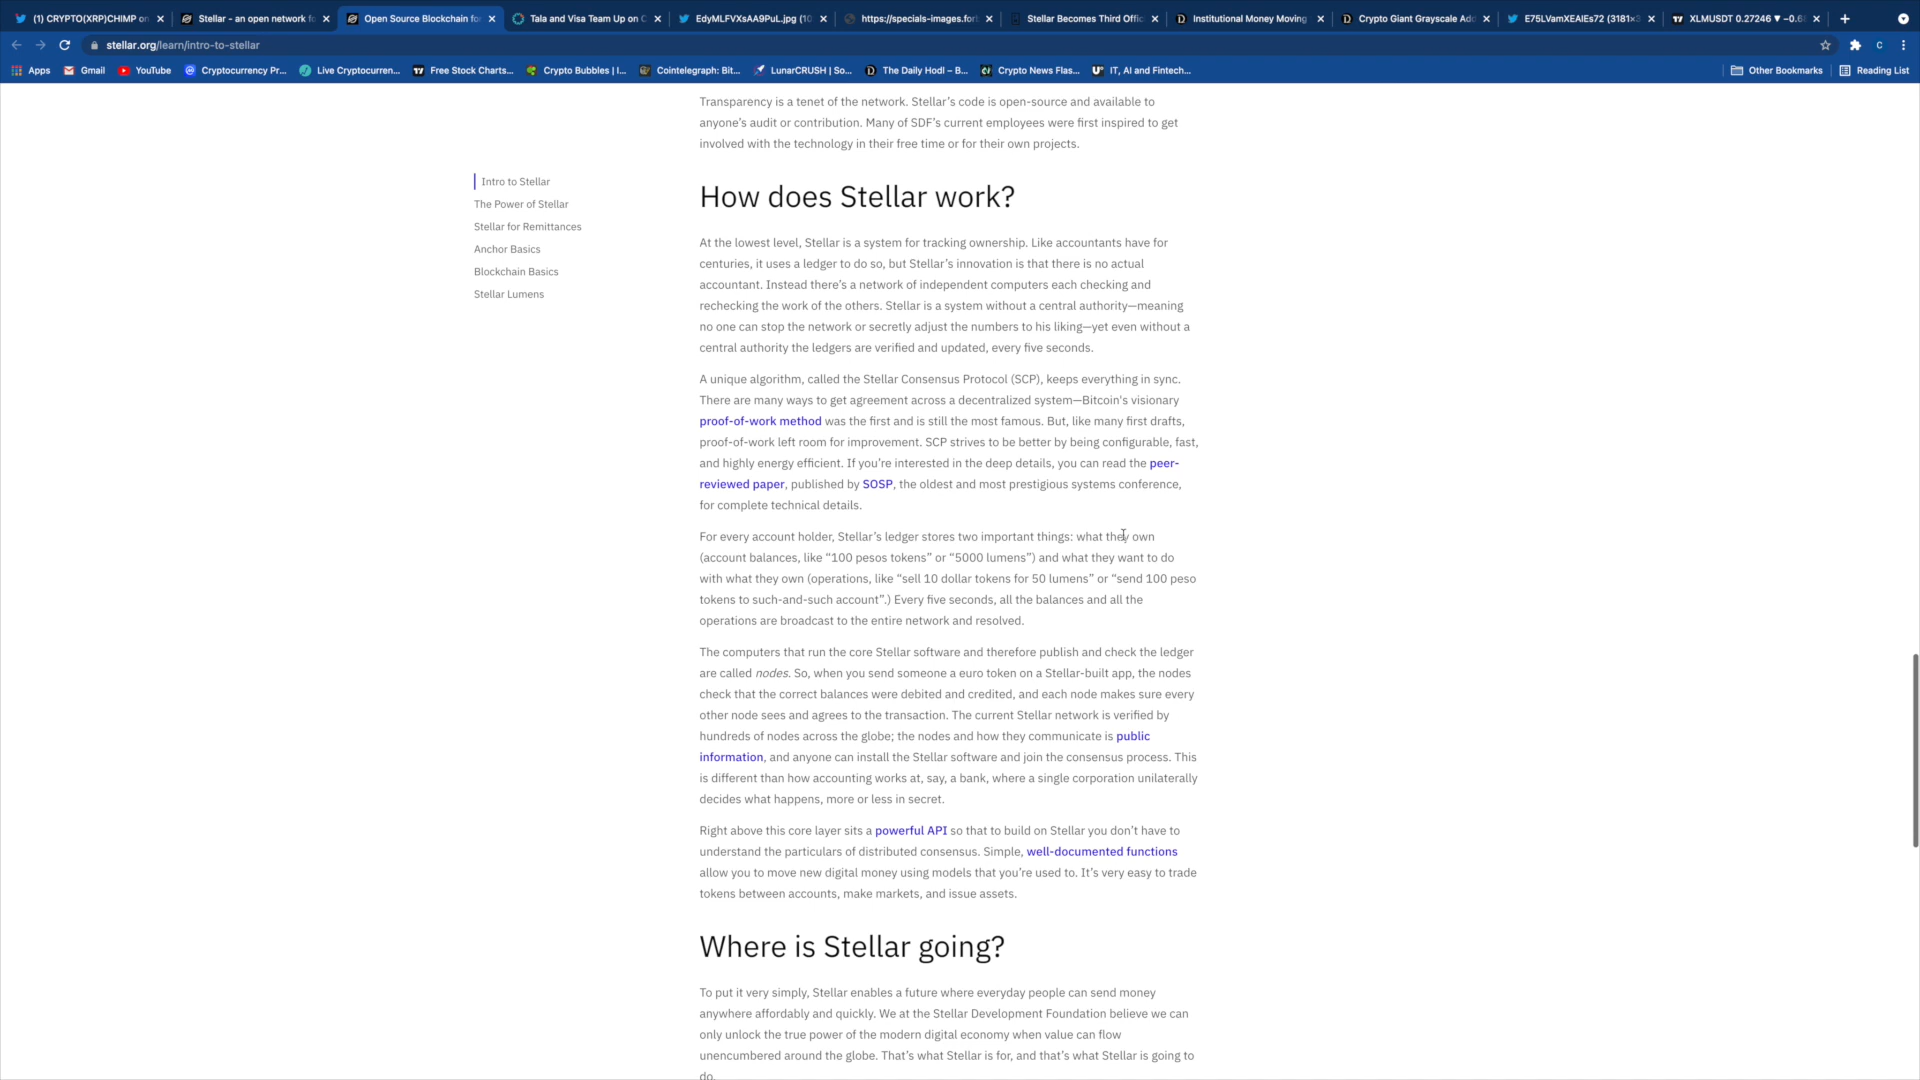 (1) CRYPTO(XRP)CHIMP on
Stellar - an open network fo
Open Source Blockchain for
Tala and Visa Team Up on C
EdyMLFVXsAA9PuL.jpg (10
https://specials-images.for
Stellar Becomes Third Offic
Institutional Money Moving
Crypto Giant Grayscale Ado
E75LVamXEAIEs72 (3181×3
XLMUSDT 0.27246 ▼ −0.6
stellar.org/learn/intro-to-stellar
C
Apps
Gmail
YouTube
Cryptocurrency Pr...
Live Cryptocurren...
Free Stock Charts...
Crypto Bubbles | I...
Cointelegraph: Bit...
LunarCRUSH | So...
The Daily Hodl – B...
Crypto News Flas...
IT, AI and Fintech...
Other Bookmarks
Reading List
Transparency is a tenet of the network. Stellar’s code is open-source and available to
anyone’s audit or contribution. Many of SDF’s current employees were first inspired to get
involved with the technology in their free time or for their own projects.
Intro to Stellar
The Power of Stellar
Stellar for Remittances
Anchor Basics
Blockchain Basics
Stellar Lumens
How does Stellar work?
At the lowest level, Stellar is a system for tracking ownership. Like accountants have for
centuries, it uses a ledger to do so, but Stellar’s innovation is that there is no actual
accountant. Instead there’s a network of independent computers each checking and
rechecking the work of the others. Stellar is a system without a central authority—meaning
no one can stop the network or secretly adjust the numbers to his liking—yet even without a
central authority the ledgers are verified and updated, every five seconds.
A unique algorithm, called the Stellar Consensus Protocol (SCP), keeps everything in sync.
There are many ways to get agreement across a decentralized system—Bitcoin's visionary
proof-of-work method was the first and is still the most famous. But, like many first drafts,
proof-of-work left room for improvement. SCP strives to be better by being configurable, fast,
and highly energy efficient. If you’re interested in the deep details, you can read the peer-
reviewed paper, published by SOSP, the oldest and most prestigious systems conference,
for complete technical details.
For every account holder, Stellar’s ledger stores two important things: what they own
(account balances, like “100 pesos tokens” or “5000 lumens”) and what they want to do
with what they own (operations, like “sell 10 dollar tokens for 50 lumens” or “send 100 peso
tokens to such-and-such account”.) Every five seconds, all the balances and all the
operations are broadcast to the entire network and resolved.
The computers that run the core Stellar software and therefore publish and check the ledger
are called nodes. So, when you send someone a euro token on a Stellar-built app, the nodes
check that the correct balances were debited and credited, and each node makes sure every
other node sees and agrees to the transaction. The current Stellar network is verified by
hundreds of nodes across the globe; the nodes and how they communicate is public
information, and anyone can install the Stellar software and join the consensus process. This
is different than how accounting works at, say, a bank, where a single corporation unilaterally
decides what happens, more or less in secret.
Right above this core layer sits a powerful API so that to build on Stellar you don’t have to
understand the particulars of distributed consensus. Simple, well-documented functions
allow you to move new digital money using models that you’re used to. It’s very easy to trade
tokens between accounts, make markets, and issue assets.
Where is Stellar going?
To put it very simply, Stellar enables a future where everyday people can send money
anywhere affordably and quickly. We at the Stellar Development Foundation believe we can
only unlock the true power of the modern digital economy when value can flow
unencumbered around the globe. That’s what Stellar is for, and that’s what Stellar is going to
do.